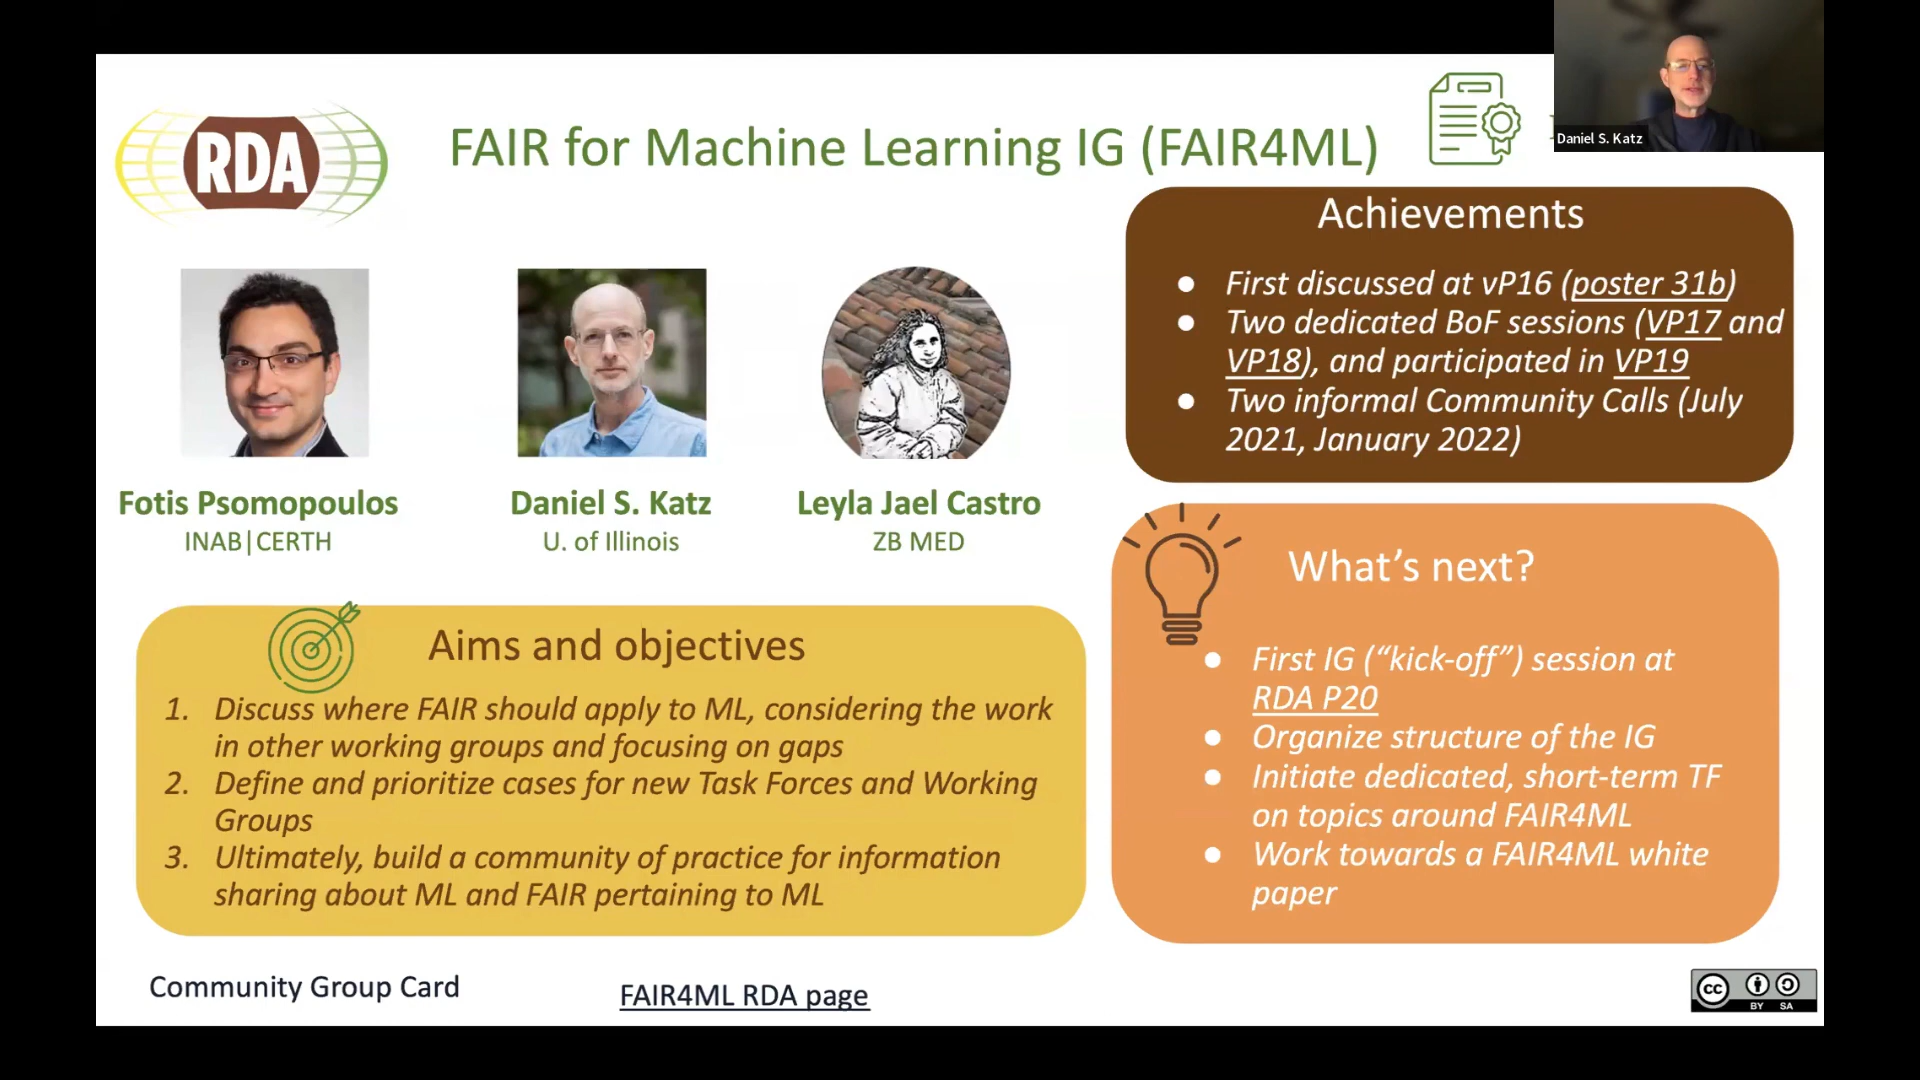 RDA
FAIR for Machine Learning IG (FAIR4ML)
Daniel S. Katz
Fotis Psomopoulos
INAB|CERTH
Daniel S. Katz
U. of Illinois
Leyla Jael Castro
ZB MED
Achievements
● First discussed at vP16 (poster 31b)
● Two dedicated BoF sessions (VP17 and
VP18), and participated in VP19
● Two informal Community Calls (July
2021, January 2022)
Aims and objectives
1. Discuss where FAIR should apply to ML, considering the work
in other working groups and focusing on gaps
2. Define and prioritize cases for new Task Forces and Working
Groups
3. Ultimately, build a community of practice for information
sharing about ML and FAIR pertaining to ML
What's next?
● First IG (“kick-off”) session at
RDA P20
● Organize structure of the IG
● Initiate dedicated, short-term TF
on topics around FAIR4ML
● Work towards a FAIR4ML white
paper
Community Group Card
FAIR4ML RDA page
cc
BY SA